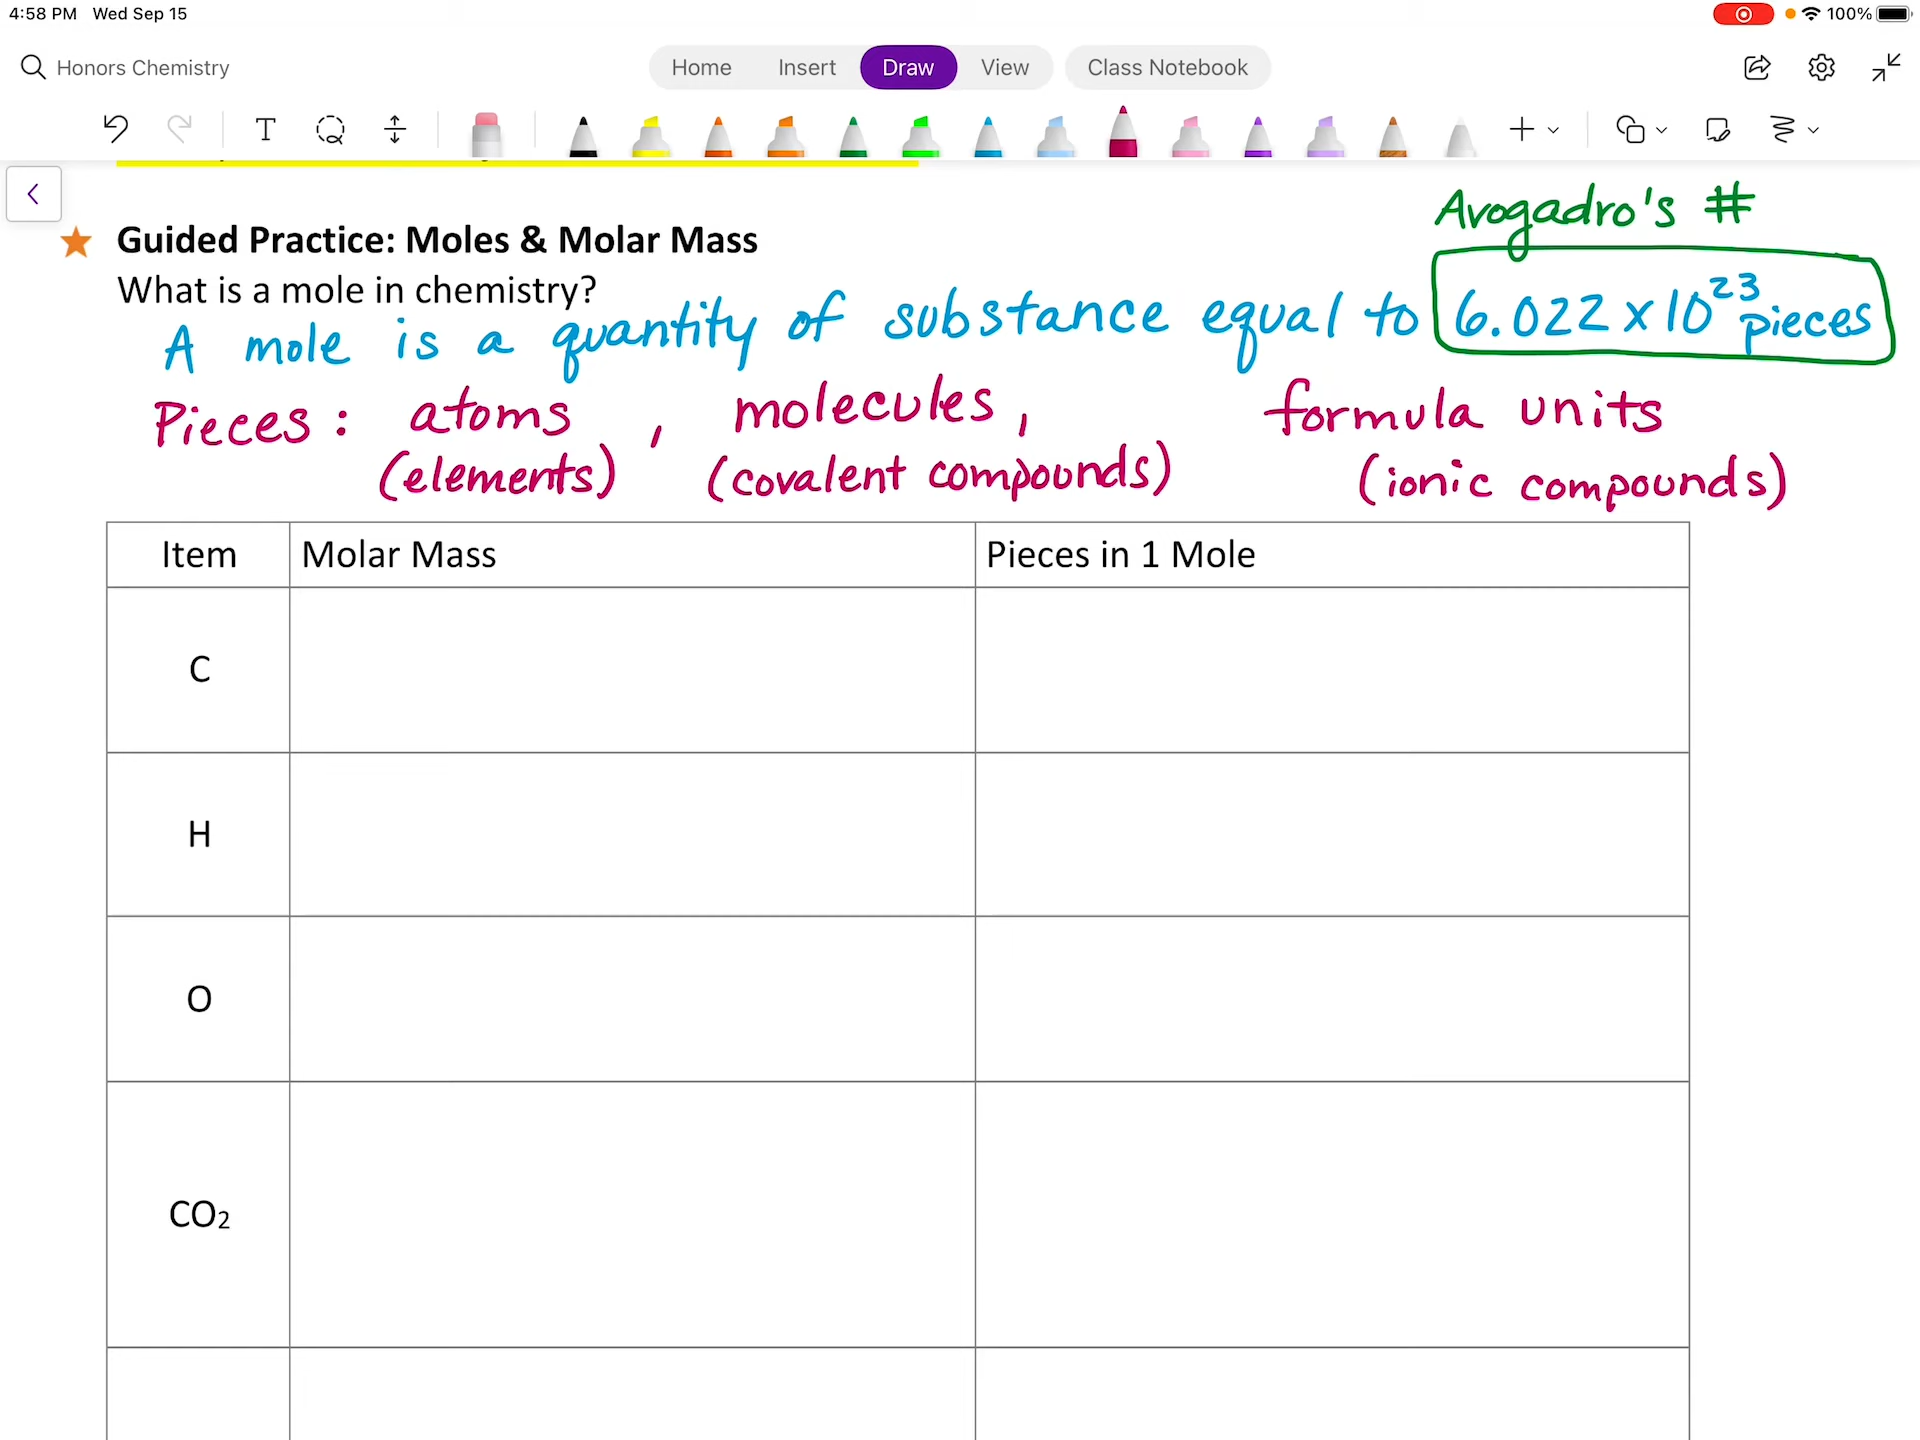 4:58 PM Wed Sep 15
100%
Honors Chemistry
Home Insert Draw View Class Notebook
T
Avogadro's #
Guided Practice: Moles & Molar Mass
What is a mole in chemistry?
A mole is a quantity of substance equal to 6.022 x 10²³ pieces
Pieces: atoms, molecules, formula units
(elements) (covalent compounds) (ionic compounds)
Item Molar Mass Pieces in 1 Mole
C
H
O
CO₂